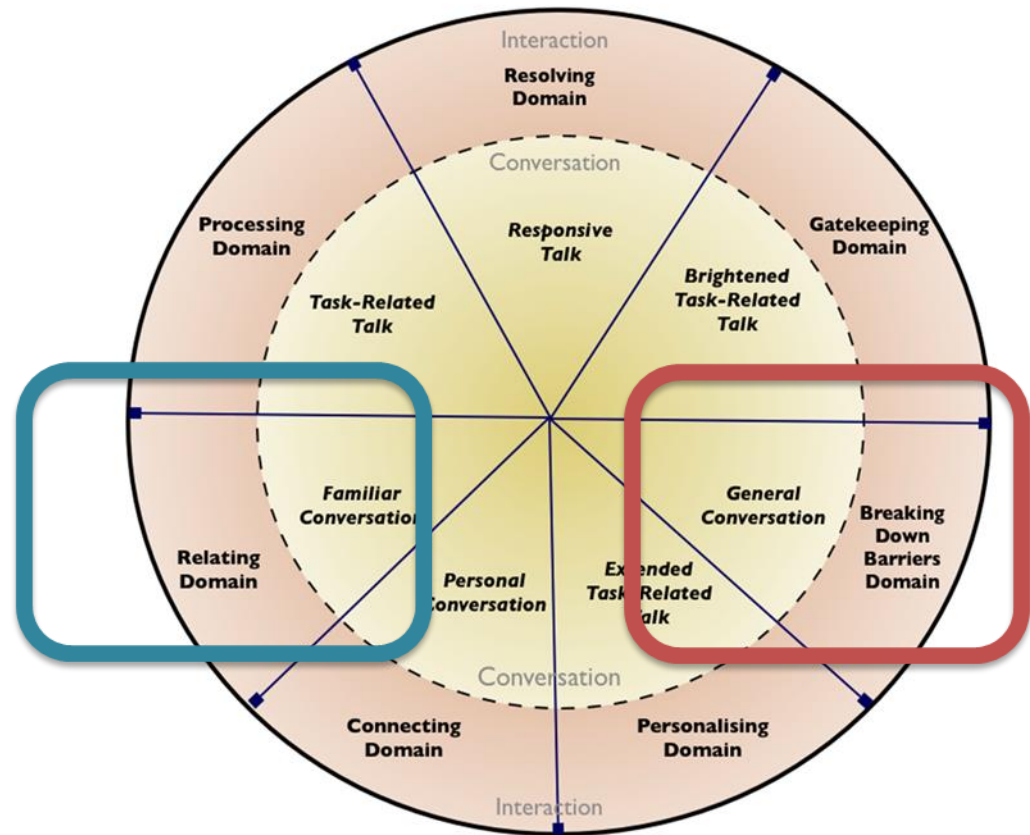 Interaction
Resolving
Domain
Conversation
Processing
Domain
Responsive
Talk
Gatekeeping
Domain
Task-Related
Talk
Brightened
Task-Related
Talk
Familiar
Conversation
General
Conversation
Breaking
Down
Barriers
Domain
Relating
Domain
Personal
Conversation
Extended
Task-Related
Talk
Conversation
Connecting
Domain
Personalising
Domain
Interaction